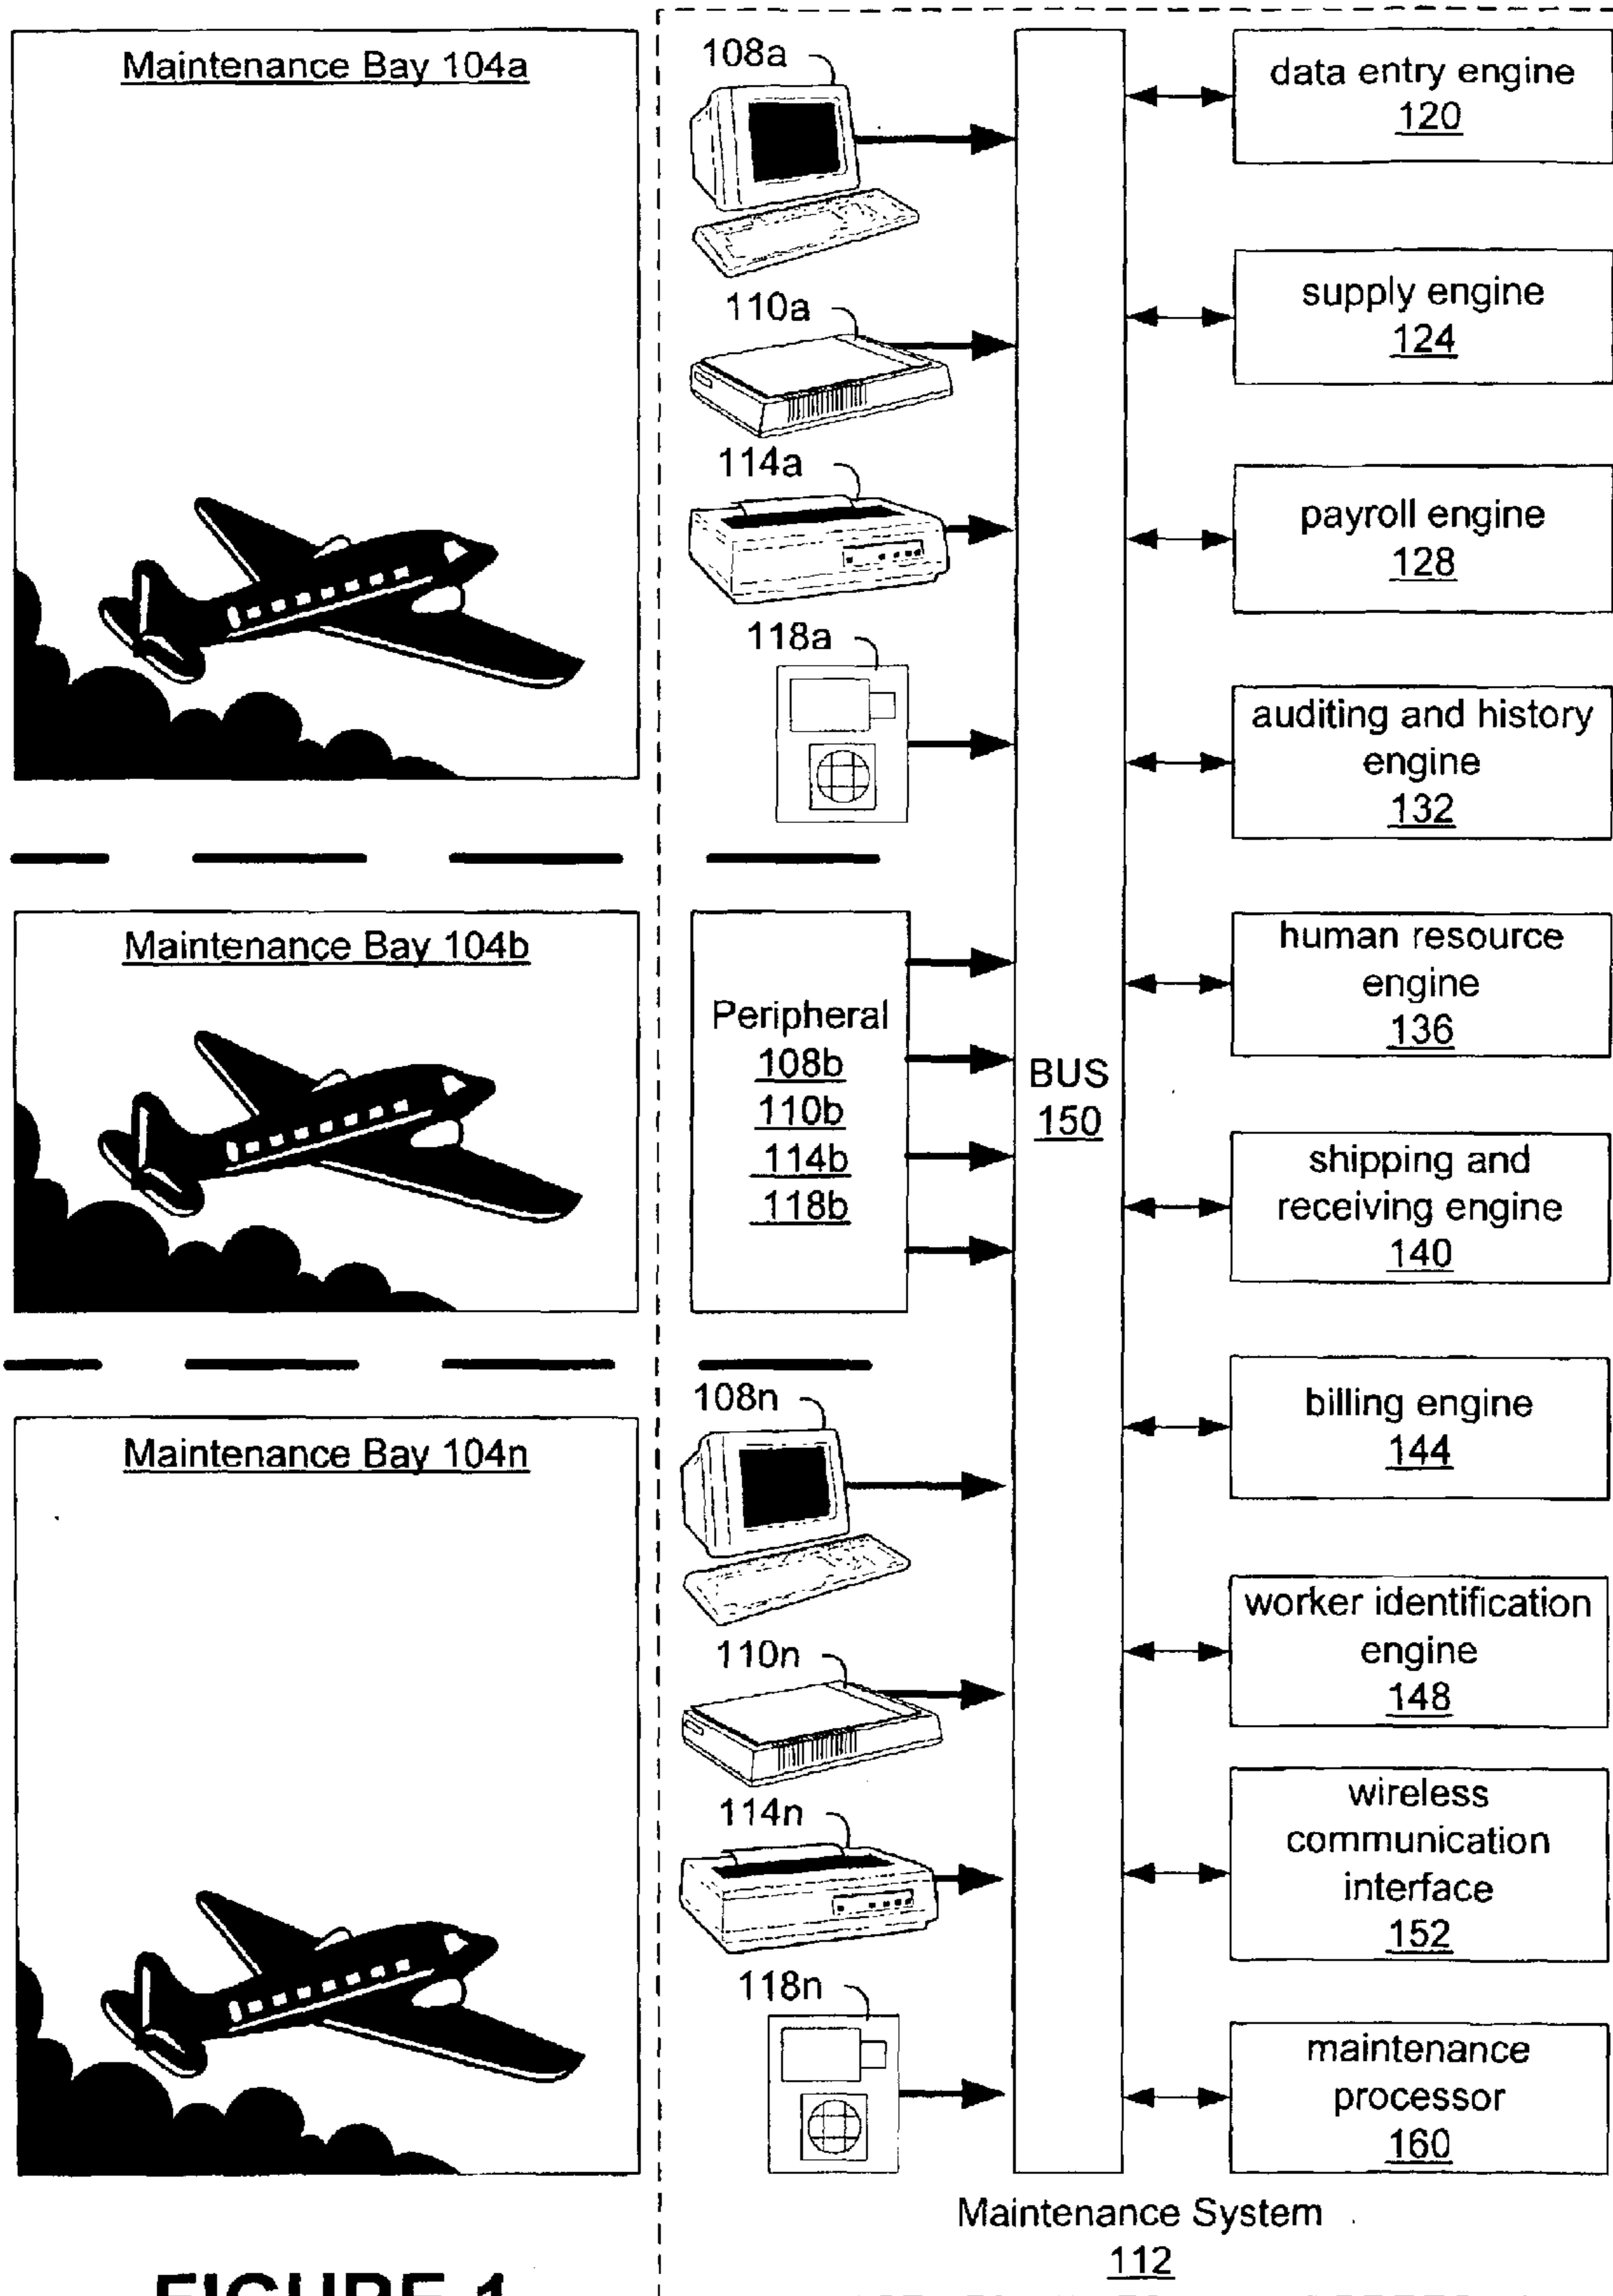 Maintenance Bay 104a
108a
110a
114a
118a
Maintenance Bay 104b
Peripheral
108b
110b
114b
118b
Maintenance Bay 104n
108n
110n
114n
118n
BUS
150
data entry engine
120
supply engine
124
payroll engine
128
auditing and history
engine
132
human resource
engine
136
shipping and
receiving engine
140
billing engine
144
worker identification
engine
148
wireless
communication
interface
152
maintenance
processor
160
Maintenance System
112
FIGURE 1